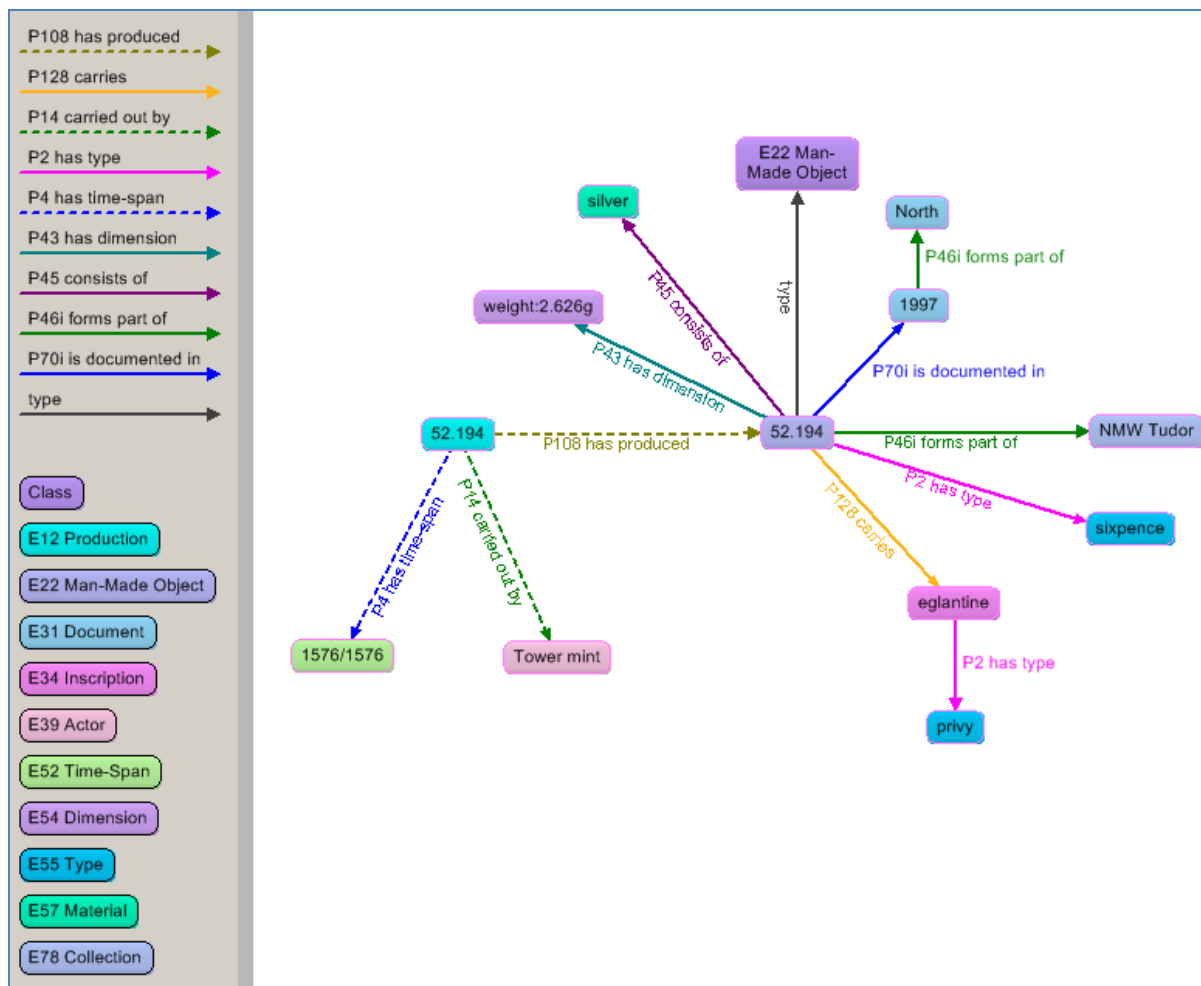 P108 has produced
P128 carries
P14 carried out by
P2 has type
P4 has time-span
P43 has dimension
P45 consists of
P46i forms part of
P70i is documented in
type
Class
E12 Production
E22 Man-Made Object
E31 Document
E34 Inscription
E39 Actor
E52 Time-Span
E54 Dimension
E55 Type
E57 Material
E78 Collection
E22 Man-
Made Object
silver
North
P46i forms part of
P45 consists of
type
weight:2.626g
1997
P43 has dimension
P70i is documented in
52.194
P108 has produced
52.194
P46i forms part of
NMW Tudor
P2 has type
sixpence
P4 has time-span
P14 carried out by
P128 carries
eglantine
1576/1576
Tower mint
P2 has type
privy